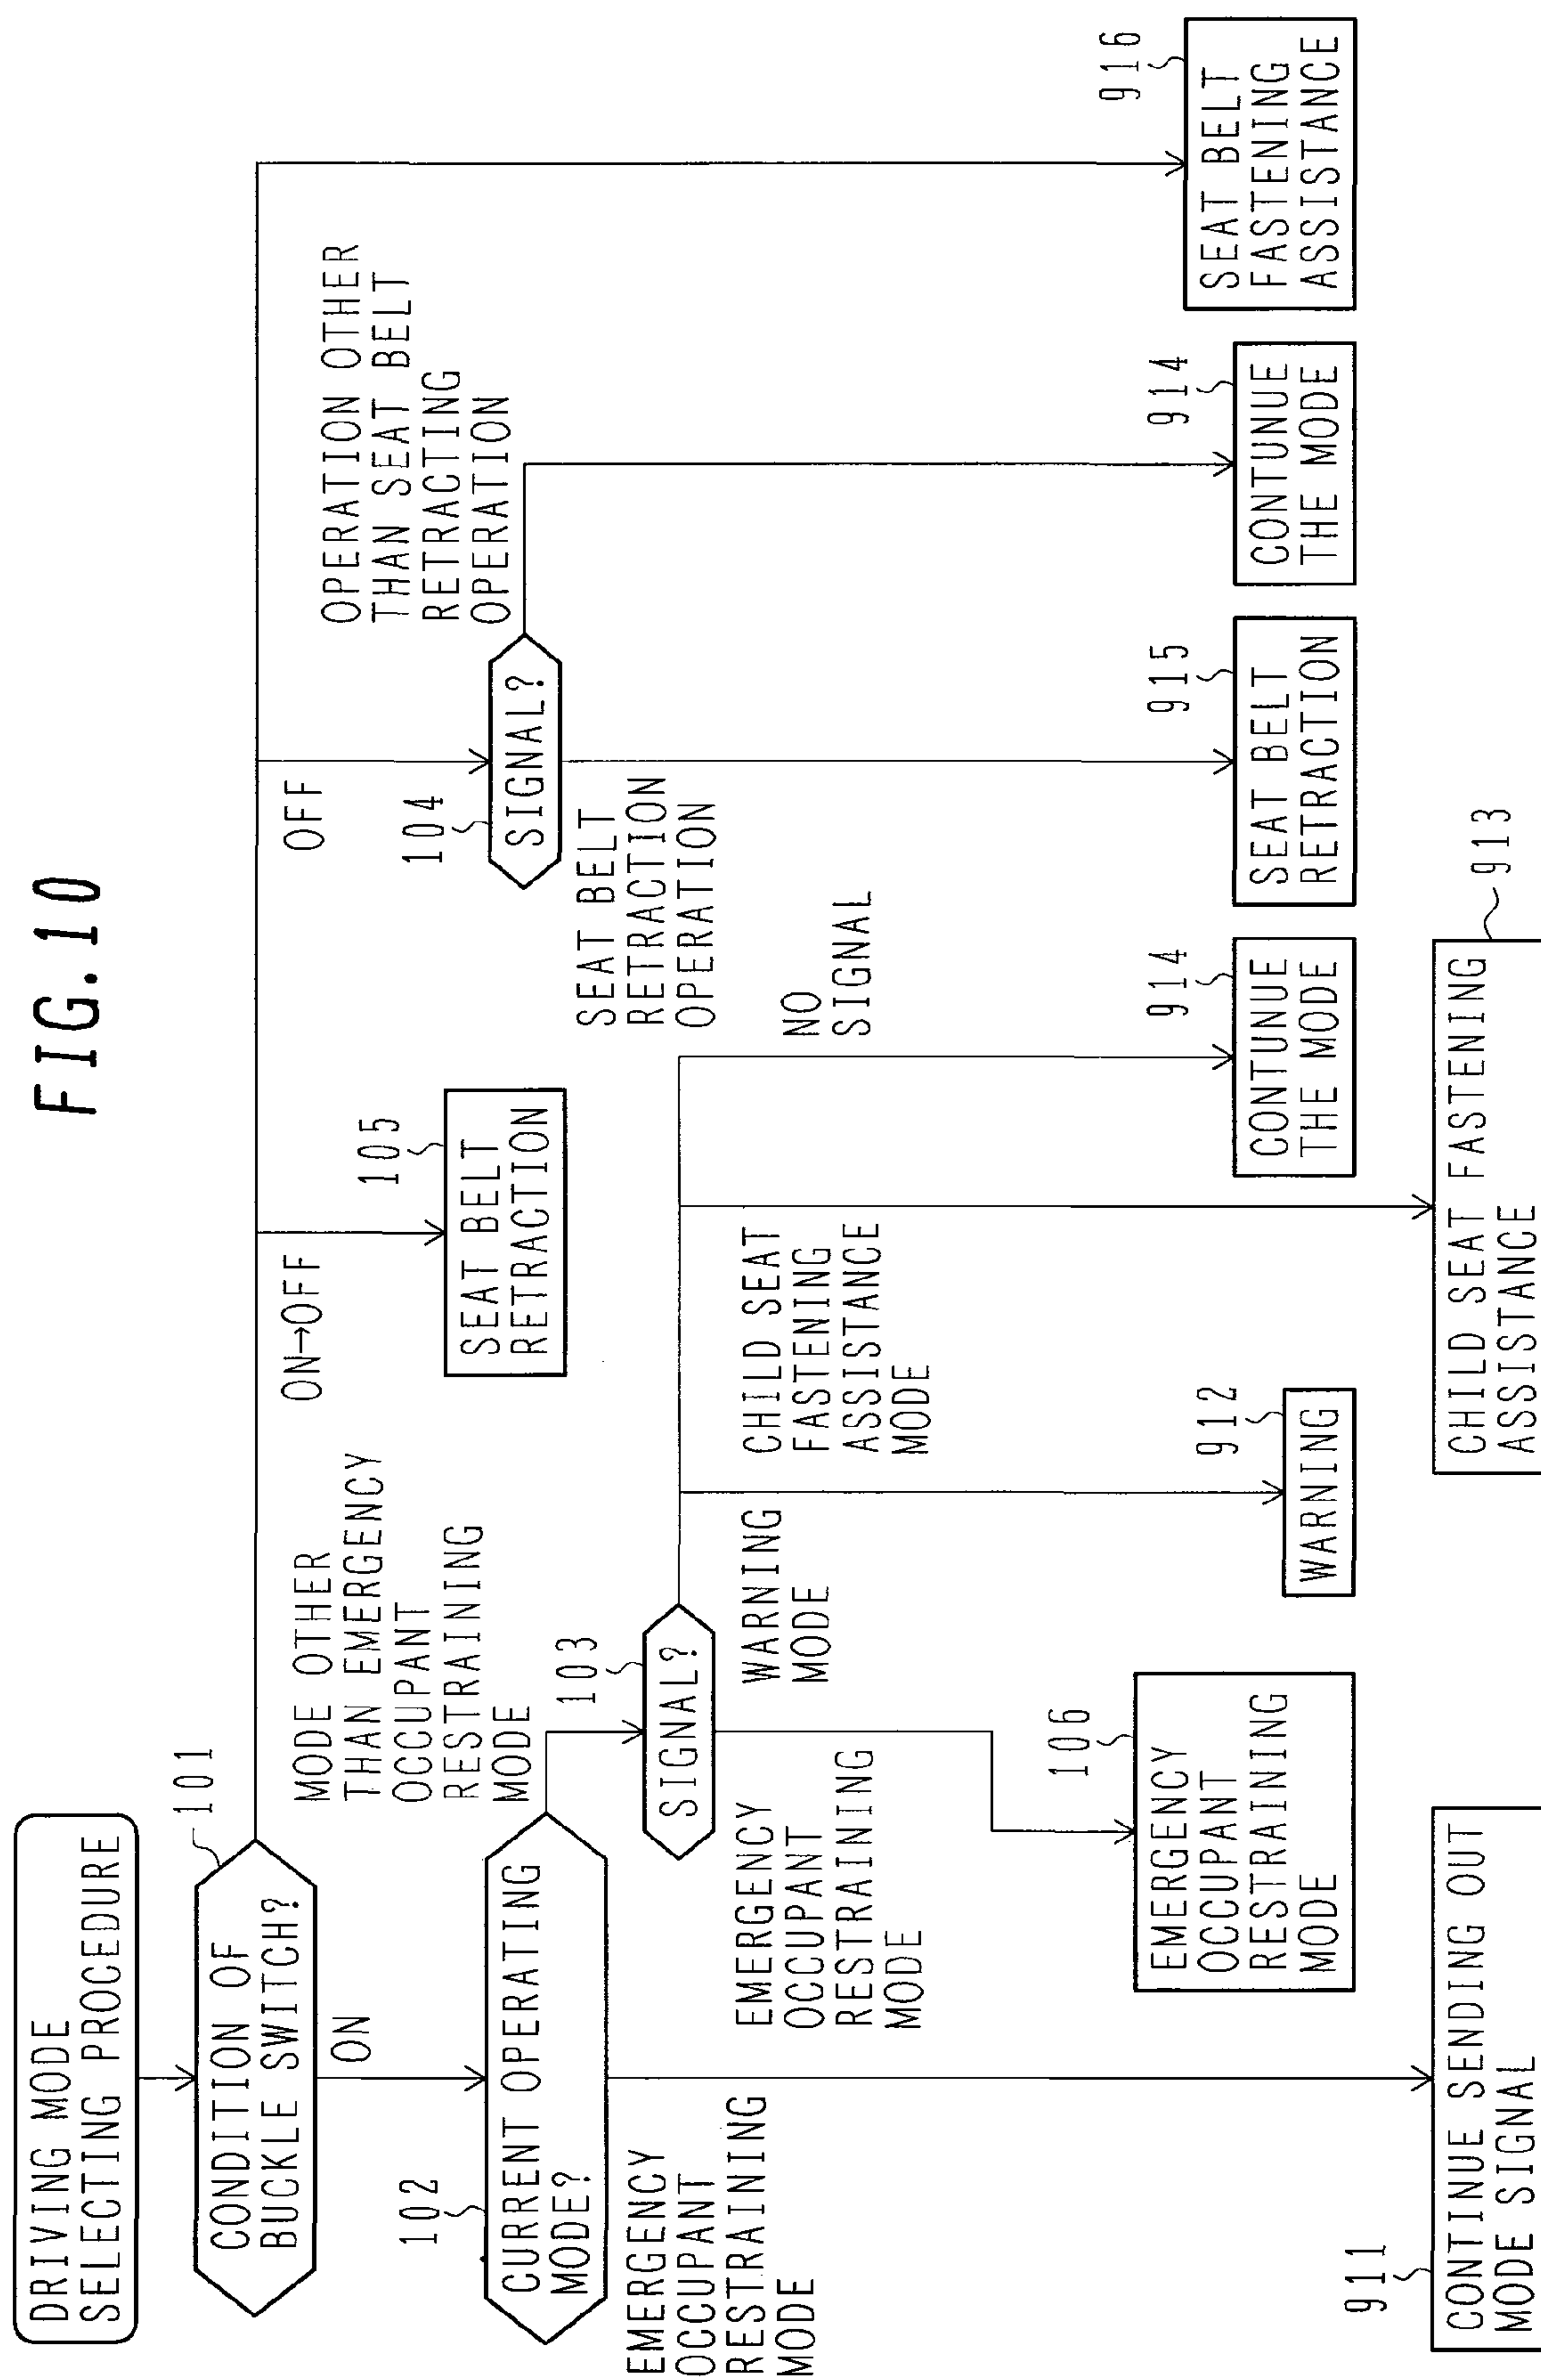 FIG. 10
DRIVING MODE
SELECTING PROCEDURE
101
CONDITION OF
BUCKLE SWITCH?
ON
ON→OFF
OFF
102
CURRENT OPERATING
MODE?
MODE OTHER
THAN EMERGENCY
OCCUPANT
RESTRAINING
MODE
105
SEAT BELT
RETRACTION
104
SIGNAL?
OPERATION OTHER
THAN SEAT BELT
RETRACTING
OPERATION
EMERGENCY
OCCUPANT
RESTRAINING
MODE
103
SIGNAL?
SEAT BELT
RETRACTION
OPERATION
EMERGENCY
OCCUPANT
RESTRAINING
MODE
WARNING
MODE
CHILD SEAT
FASTENING
ASSISTANCE
MODE
NO
SIGNAL
106
EMERGENCY
OCCUPANT
RESTRAINING
MODE
912
WARNING
914
CONTUNUE
THE MODE
915
SEAT BELT
RETRACTION
914
CONTUNUE
THE MODE
916
SEAT BELT
FASTENING
ASSISTANCE
911
CONTINUE SENDING OUT
MODE SIGNAL
913
CHILD SEAT FASTENING
ASSISTANCE